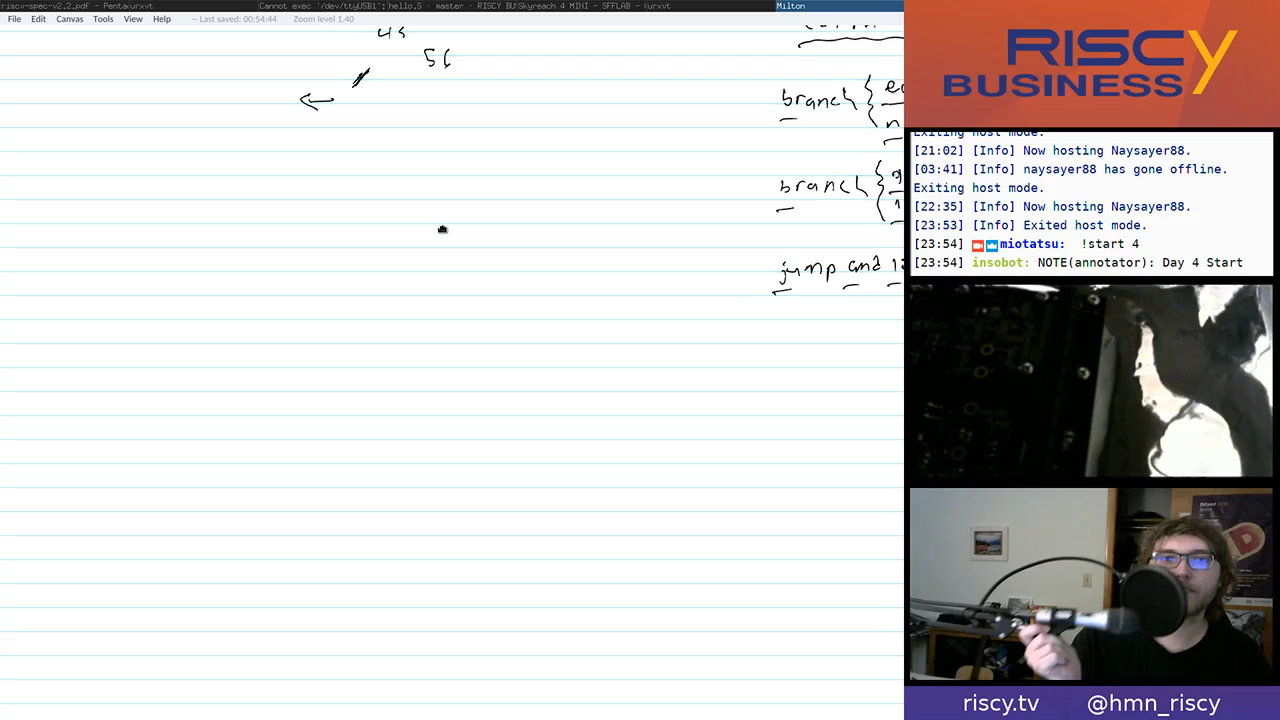 riscv-spec-v2.2.pdf - Penta urxvt
Cannot exec '/dev/ttyUSB1'; hello.S · master - RISCY BU
Skyreach 4 MINI - SFFLAB - urxvt
Milton
File Edit Canvas Tools View Help -- Last saved: 00:54:44 Zoom level 1.40
56
branch {
n
branch {
jump and
RISCY
BUSINESS
Exiting host mode.
[21:02] [Info] Now hosting Naysayer88.
[03:41] [Info] naysayer88 has gone offline.
Exiting host mode.
[22:35] [Info] Now hosting Naysayer88.
[23:53] [Info] Exited host mode.
[23:54] miotatsu: !start 4
[23:54] insobot: NOTE(annotator): Day 4 Start
riscy.tv @hmn_riscy